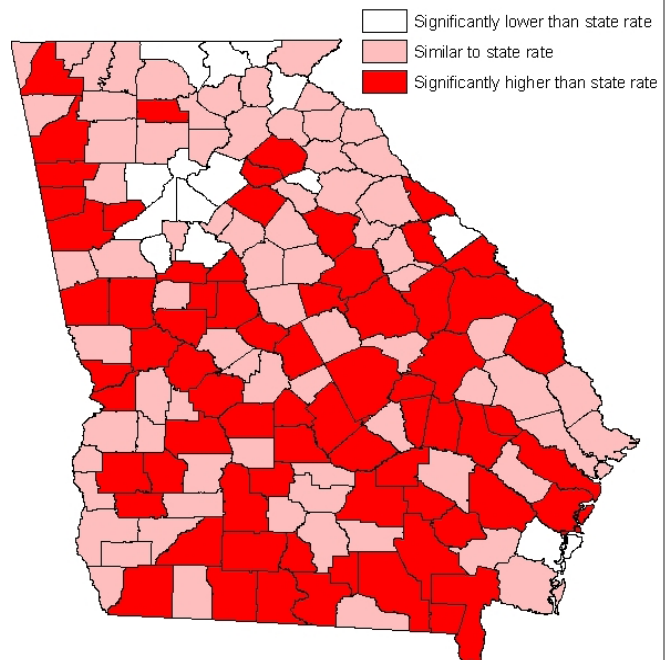 Significantly lower than state rate
Similar to state rate
Significantly higher than state rate